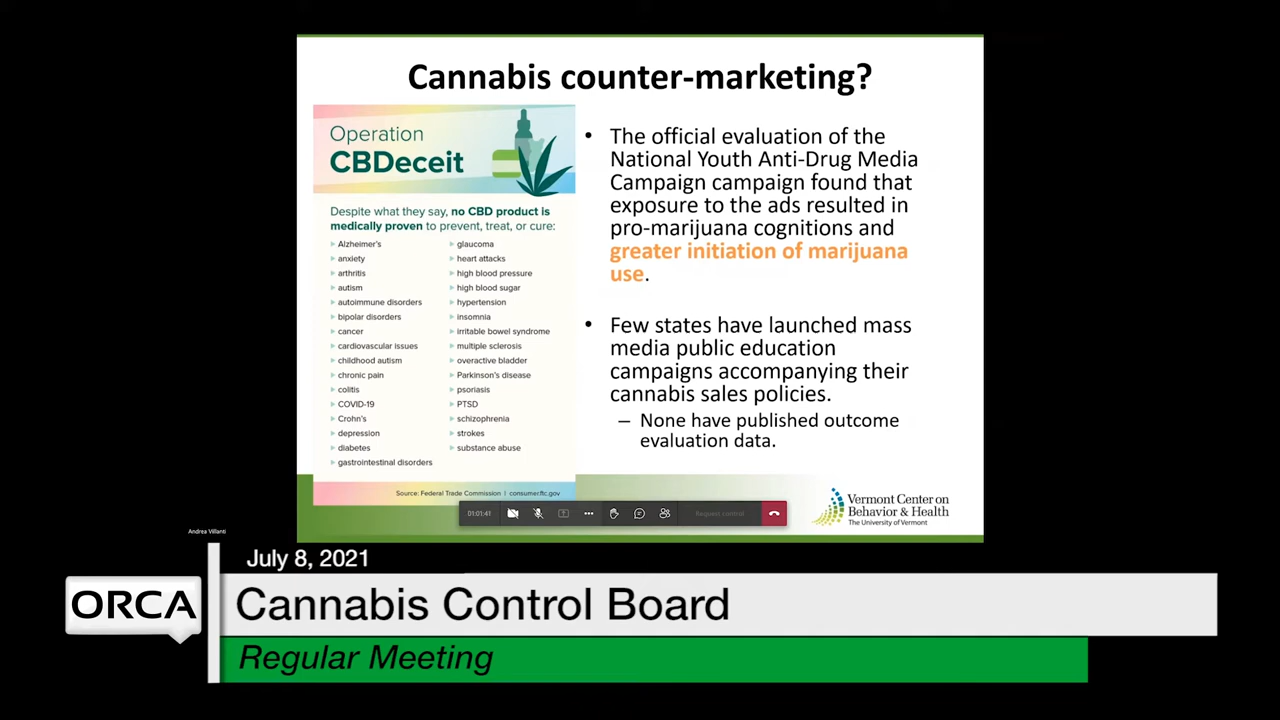 Cannabis counter-marketing?
Operation
CBDeceit
Despite what they say, no CBD product is
medically proven to prevent, treat, or cure:
Alzheimer's
anxiety
arthritis
autism
autoimmune disorders
bipolar disorders
cancer
cardiovascular issues
childhood autism
chronic pain
colitis
COVID-19
Crohn's
depression
diabetes
gastrointestinal disorders
glaucoma
heart attacks
high blood pressure
high blood sugar
hypertension
insomnia
irritable bowel syndrome
multiple sclerosis
overactive bladder
Parkinson's disease
psoriasis
PTSD
schizophrenia
strokes
substance abuse
Source: Federal Trade Commission | consumer.ftc.gov
• The official evaluation of the
National Youth Anti-Drug Media
Campaign campaign found that
exposure to the ads resulted in
pro-marijuana cognitions and
greater initiation of marijuana
use.
• Few states have launched mass
media public education
campaigns accompanying their
cannabis sales policies.
– None have published outcome
evaluation data.
01:01:41
Request control
Vermont Center on
Behavior & Health
The University of Vermont
Andrea Villanti
July 8, 2021
ORCA
Cannabis Control Board
Regular Meeting